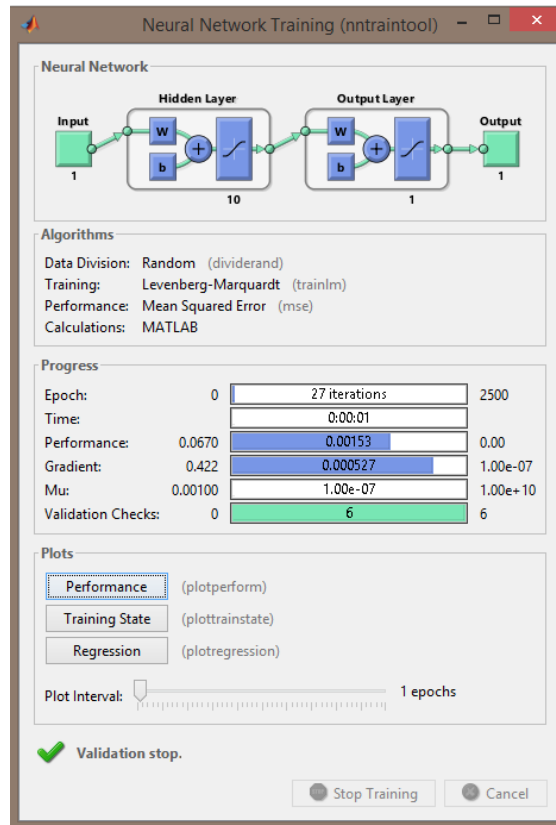 Neural Network Training (nntraintool)
Neural Network
Hidden Layer Output Layer
Input Output
W W
b b
1 10 1 1
Algorithms
Data Division: Random (dividerand)
Training: Levenberg-Marquardt (trainlm)
Performance: Mean Squared Error (mse)
Calculations: MATLAB
Progress
Epoch: 0 27 iterations 2500
Time: 0:00:01
Performance: 0.0670 0.00153 0.00
Gradient: 0.422 0.000527 1.00e-07
Mu: 0.00100 1.00e-07 1.00e+10
Validation Checks: 0 6 6
Plots
Performance (plotperform)
Training State (plottrainstate)
Regression (plotregression)
Plot Interval: 1 epochs
Validation stop.
Stop Training Cancel